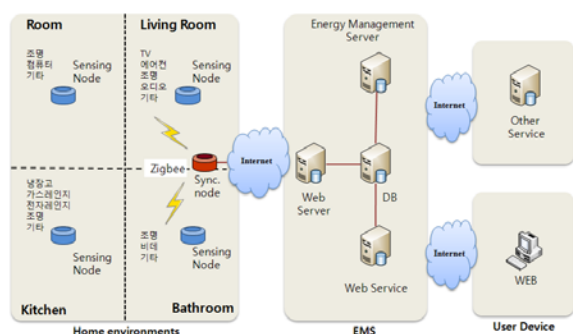 Room
조명
컴퓨터
기타
Sensing
Node
Living Room
TV
에어컨
조명
오디오
기타
Sensing
Node
Zigbee
Sync.
node
냉장고
가스레인지
전자레인지
조명
기타
Sensing
Node
Kitchen
조명
비데
기타
Sensing
Node
Bathroom
Home environments
Internet
Energy Management
Server
Web
Server
DB
Web Service
EMS
Internet
Other
Service
Internet
WEB
User Device